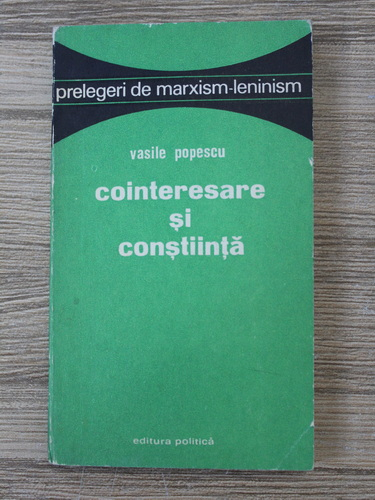 prelegeri de marxism-leninism
vasile popescu
cointeresare
și
conștiință
editura politică